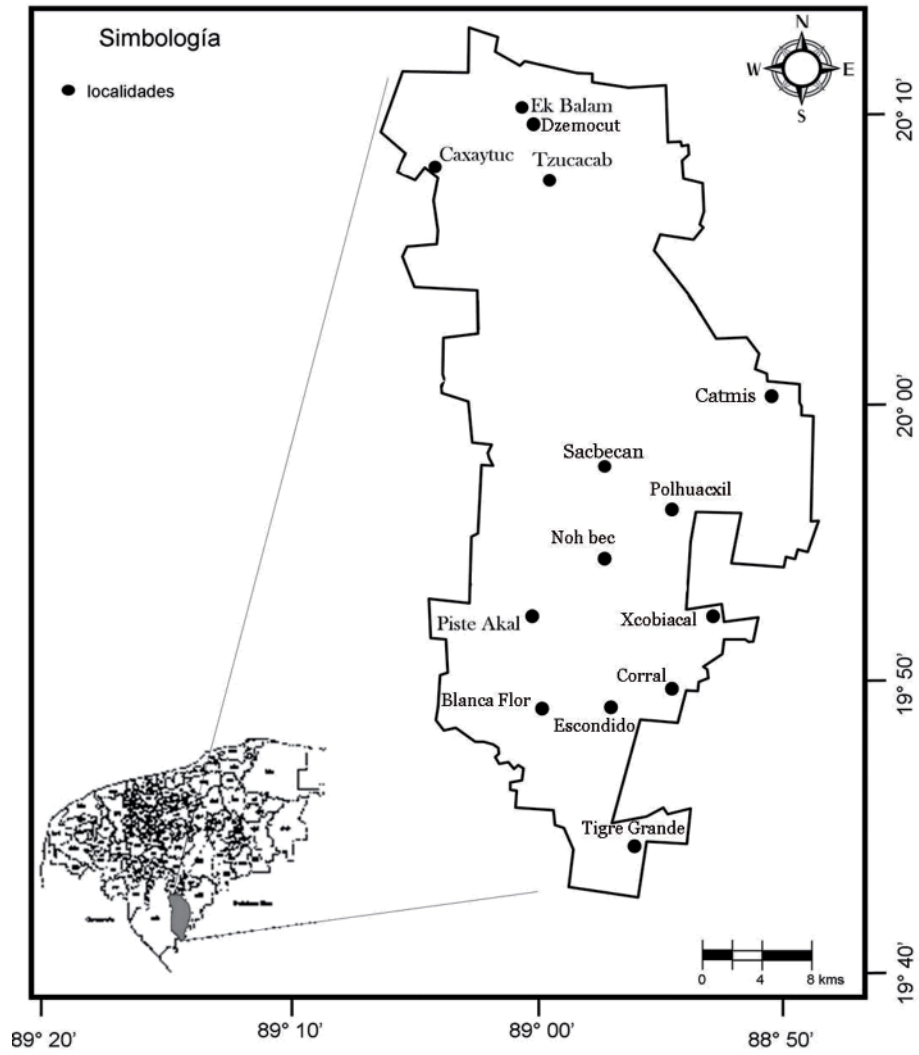 Simbología
localidades
N
W
E
S
Ek Balam
Dzemocut
Caxaytuc
Tzucacab
Catmis
Sacbecan
Polhuacxil
Noh bec
Piste Akal
Xcobiacal
Corral
Blanca Flor
Escondido
Tigre Grande
0 4 8 kms
20° 10'
20° 00'
19° 50'
19° 40'
89° 20'
89° 10'
89° 00'
88° 50'